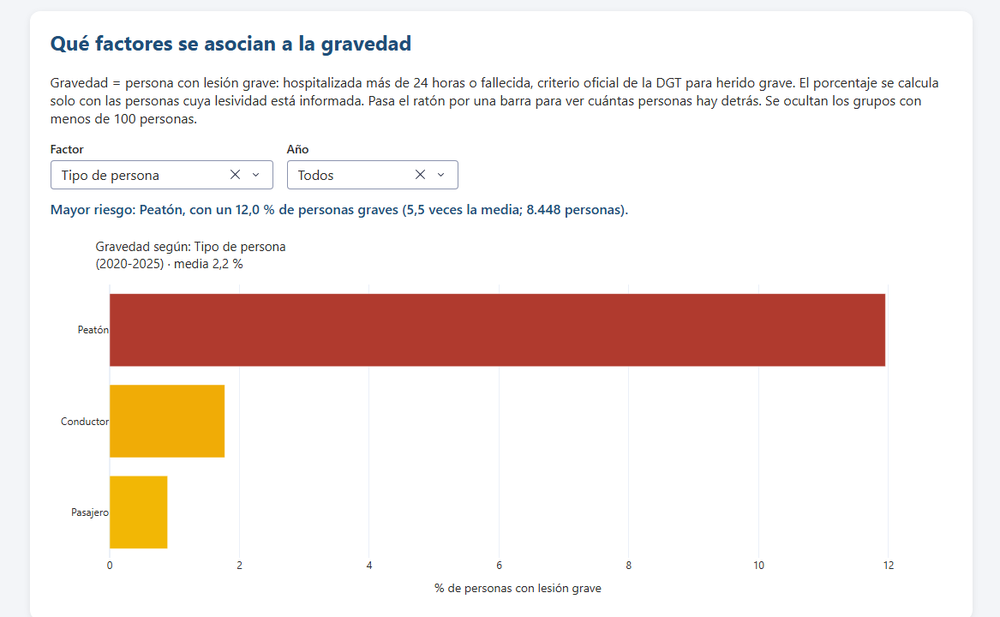 Qué factores se asocian a la gravedad
Gravedad = persona con lesión grave: hospitalizada más de 24 horas o fallecida, criterio oficial de la DGT para herido grave. El porcentaje se calcula
solo con las personas cuya lesividad está informada. Pasa el ratón por una barra para ver cuántas personas hay detrás. Se ocultan los grupos con
menos de 100 personas.
Factor
Año
Tipo de persona
Todos
Mayor riesgo: Peatón, con un 12,0 % de personas graves (5,5 veces la media; 8.448 personas).
Gravedad según: Tipo de persona
(2020-2025) · media 2,2 %
Peatón
Conductor
Pasajero
0 2 4 6 8 10 12
% de personas con lesión grave